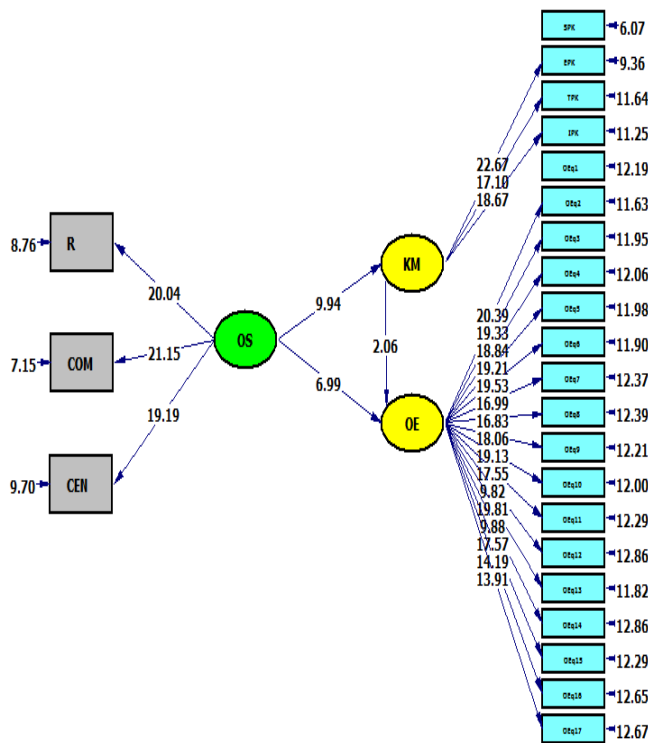 SPK 6.07
EPK 9.36
TPK 11.64
IPK 11.25
22.67
17.10
18.67
OEq1 12.19
OEq2 11.63
OEq3 11.95
OEq4 12.06
OEq5 11.98
OEq6 11.90
OEq7 12.37
OEq8 12.39
OEq9 12.21
OEq10 12.00
OEq11 12.29
OEq12 12.86
OEq13 11.82
OEq14 12.86
OEq15 12.29
OEq16 12.65
OEq17 12.67
8.76 R
7.15 COM
9.70 CEN
20.04
21.15
19.19
OS
9.94
6.99
KM
2.06
OE
20.39
19.33
18.84
19.21
19.53
16.99
16.83
18.06
19.13
17.55
9.82
19.81
9.88
17.57
14.19
13.91